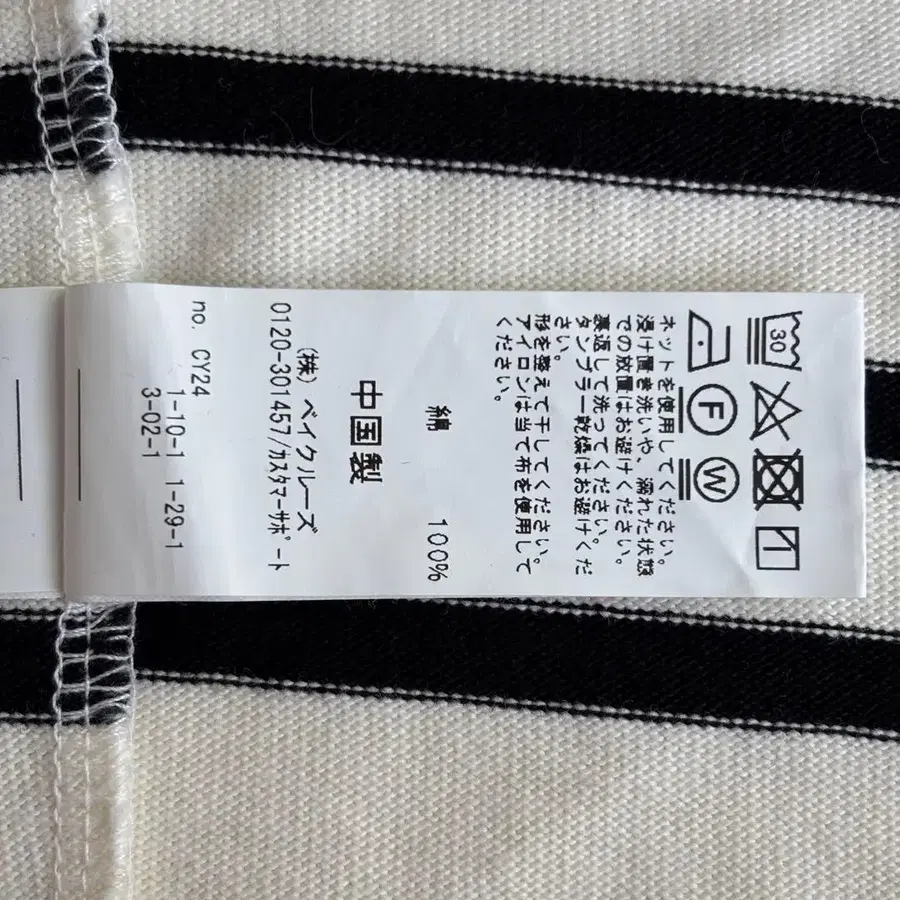 30
F
W
ネットを使用してください。
浸け置き洗いや、濡れた状態
での放置はお避けください。
裏返して洗ってください。
タンブラー乾燥はお避けくだ
さい。
形を整えて干してください。
アイロンは当て布を使用して
ください。
綿 100%
中国製
(株) ベイクルーズ
0120-301457/ｶｽﾀﾏｰｻﾎﾟｰﾄ
no. CY24
1-10-1 1-29-1
3-02-1